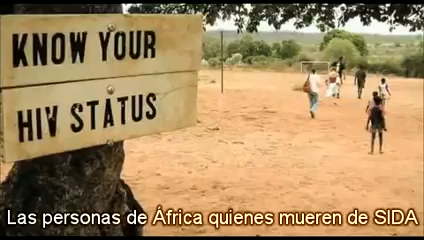 KNOW YOUR
HIV STATUS
Las personas de África quienes mueren de SIDA